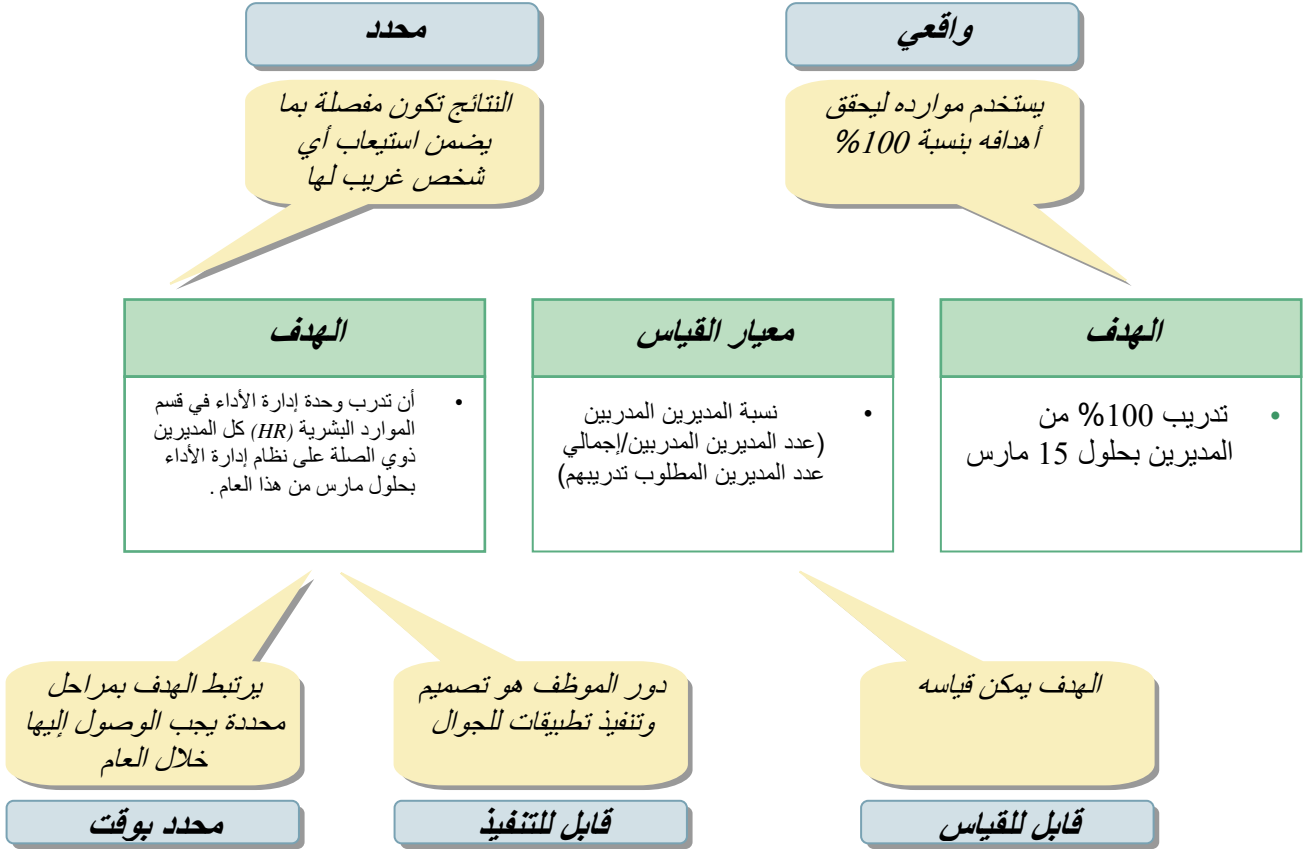 واقعي
محدد
يستخدم موارده ليحقق
أهدافه بنسبة 100%
النتائج تكون مفصلة بما
يضمن استيعاب أي
شخص غريب لها
الهدف
• تدريب 100% من
المديرين بحلول 15 مارس
معيار القياس
• نسبة المديرين المدربين
(عدد المديرين المدربين/إجمالي
عدد المديرين المطلوب تدريبهم)
الهدف
• أن تدرب وحدة إدارة الأداء في قسم
الموارد البشرية (HR) كل المديرين
ذوي الصلة على نظام إدارة الأداء
بحلول مارس من هذا العام .
الهدف يمكن قياسه
دور الموظف هو تصميم
وتنفيذ تطبيقات للجوال
يرتبط الهدف بمراحل
محددة يجب الوصول إليها
خلال العام
قابل للقياس
قابل للتنفيذ
محدد بوقت